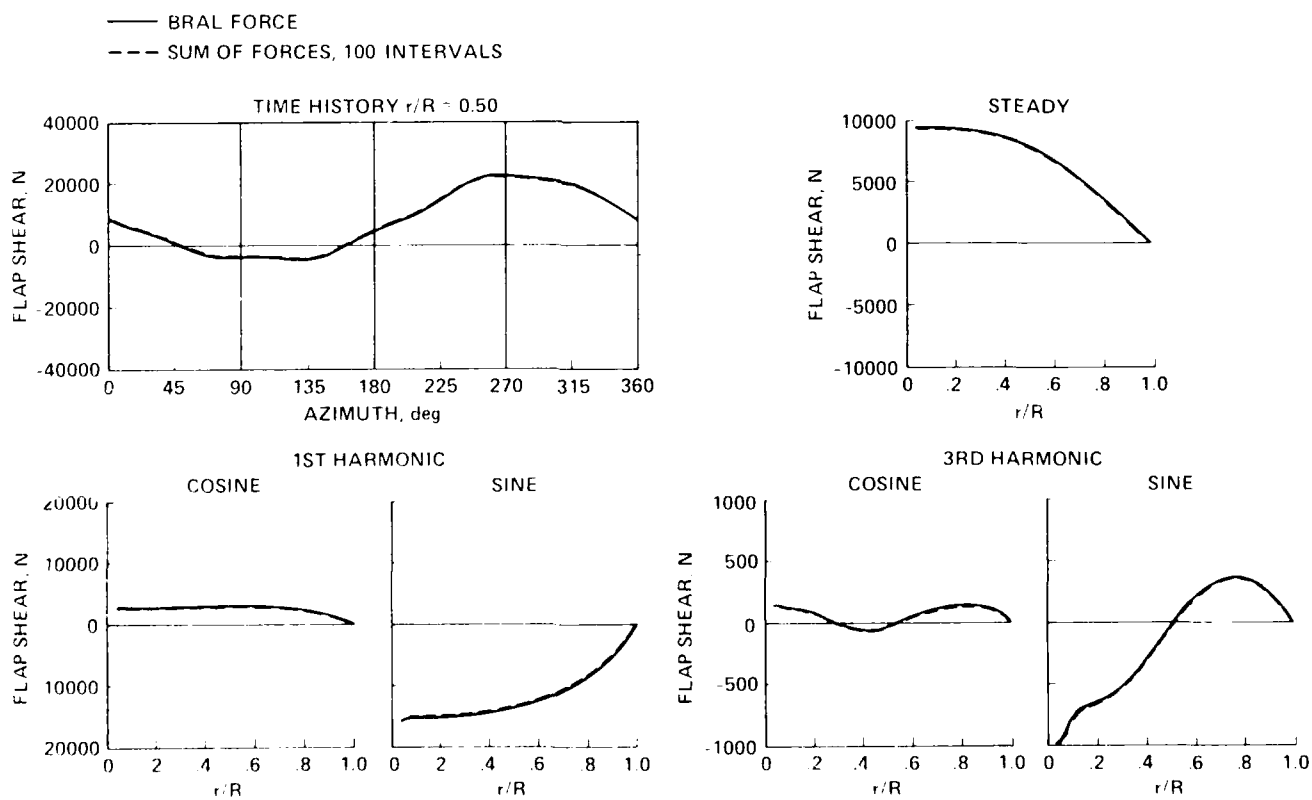 BRAL FORCE
SUM OF FORCES, 100 INTERVALS
TIME HISTORY r/R = 0.50
FLAP SHEAR, N
40000
20000
0
-20000
-40000
0 45 90 135 180 225 270 315 360
AZIMUTH, deg
STEADY
FLAP SHEAR, N
10000
5000
0
-5000
-10000
0 .2 .4 .6 .8 1.0
r/R
1ST HARMONIC
COSINE SINE
FLAP SHEAR, N
20000
10000
0
10000
20000
0 2 .4 .6 .8 1.0
r/R
0 .2 .4 .6 .8 1.0
r/R
3RD HARMONIC
COSINE SINE
FLAP SHEAR, N
1000
500
0
-500
-1000
0 .2 .4 .6 .8 1.0
r/R
0 .2 .4 .6 .8 1.0
r/R